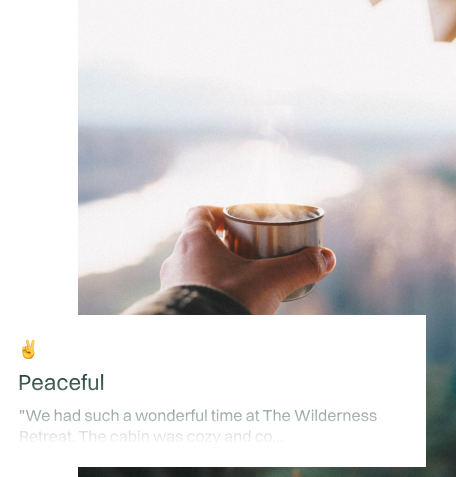 ✌️
Peaceful
"We had such a wonderful time at The Wilderness
Retreat. The cabin was cozy and co...